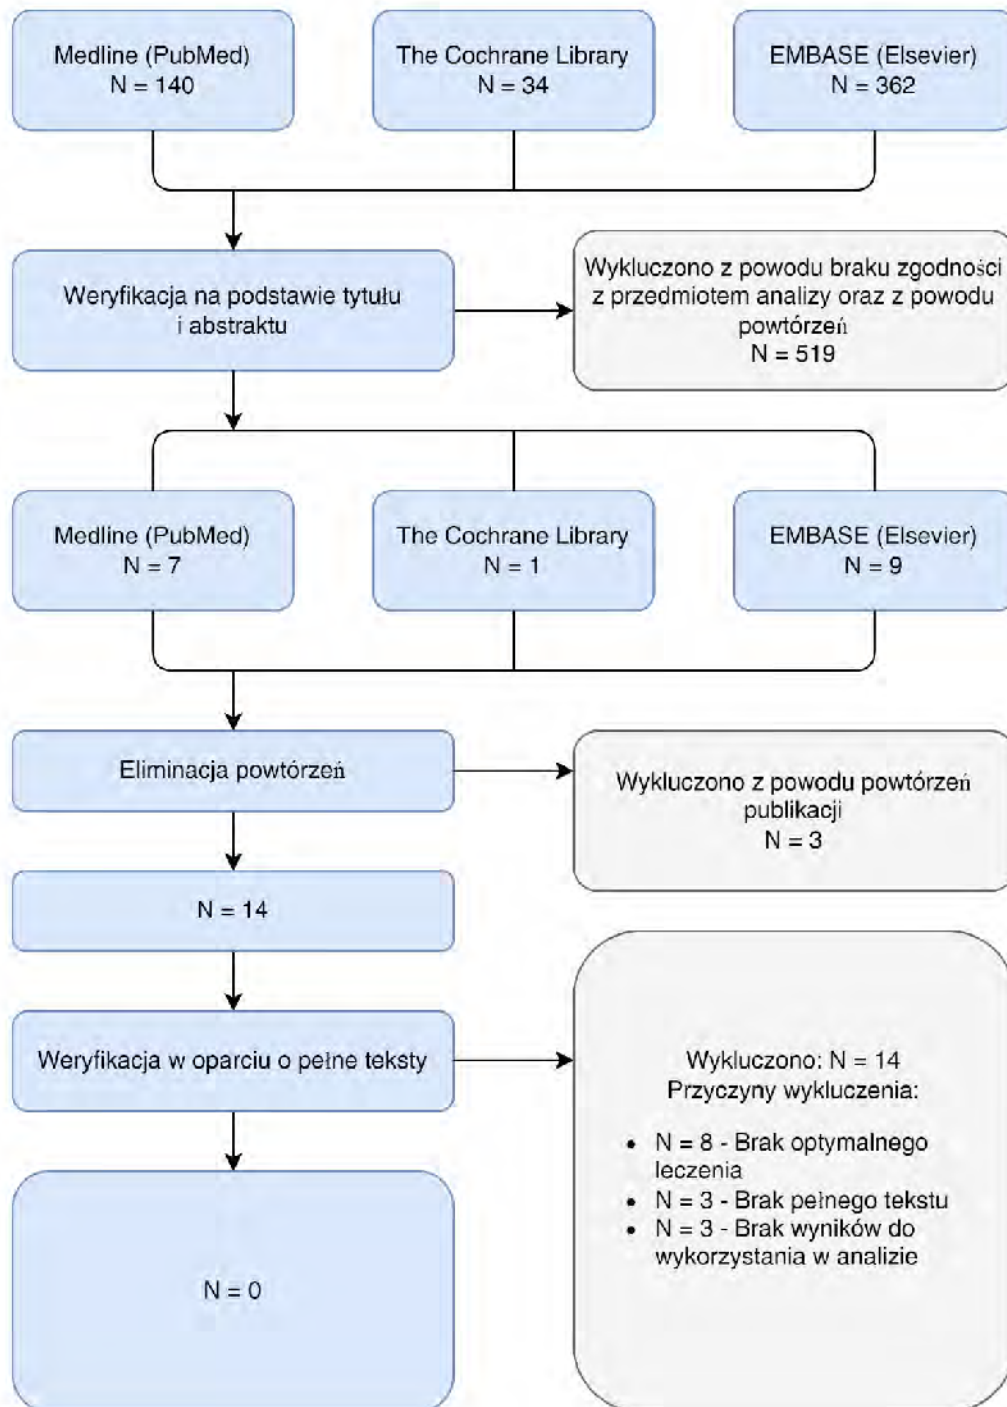 Medline (PubMed)
N = 140
The Cochrane Library
N = 34
EMBASE (Elsevier)
N = 362
Weryfikacja na podstawie tytułu
i abstraktu
Wykluczono z powodu braku zgodności
z przedmiotem analizy oraz z powodu
powtórzeń
N = 519
Medline (PubMed)
N = 7
The Cochrane Library
N = 1
EMBASE (Elsevier)
N = 9
Eliminacja powtórzeń
Wykluczono z powodu powtórzeń
publikacji
N = 3
N = 14
Weryfikacja w oparciu o pełne teksty
Wykluczono: N = 14
Przyczyny wykluczenia:
• N = 8 - Brak optymalnego
leczenia
• N = 3 - Brak pełnego tekstu
• N = 3 - Brak wyników do
wykorzystania w analizie
N = 0